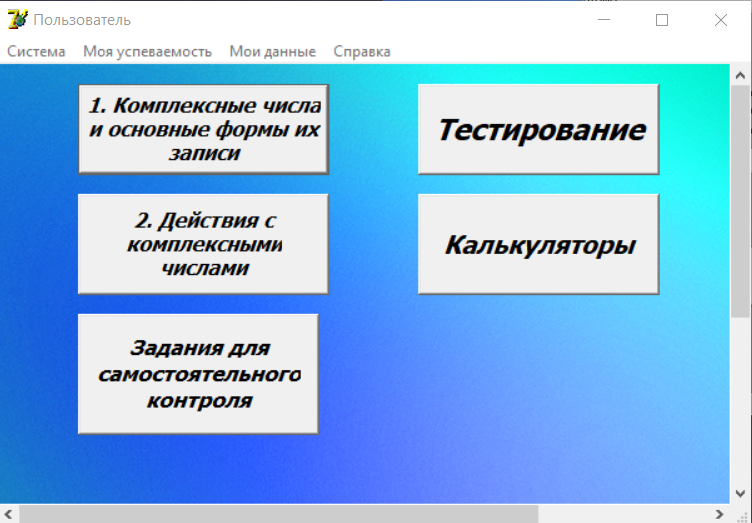 Пользователь
Система Моя успеваемость Мои данные Справка
1. Комплексные числа
и основные формы их
записи
Тестирование
2. Действия с
комплексными
числами
Калькуляторы
Задания для
самостоятельного
контроля